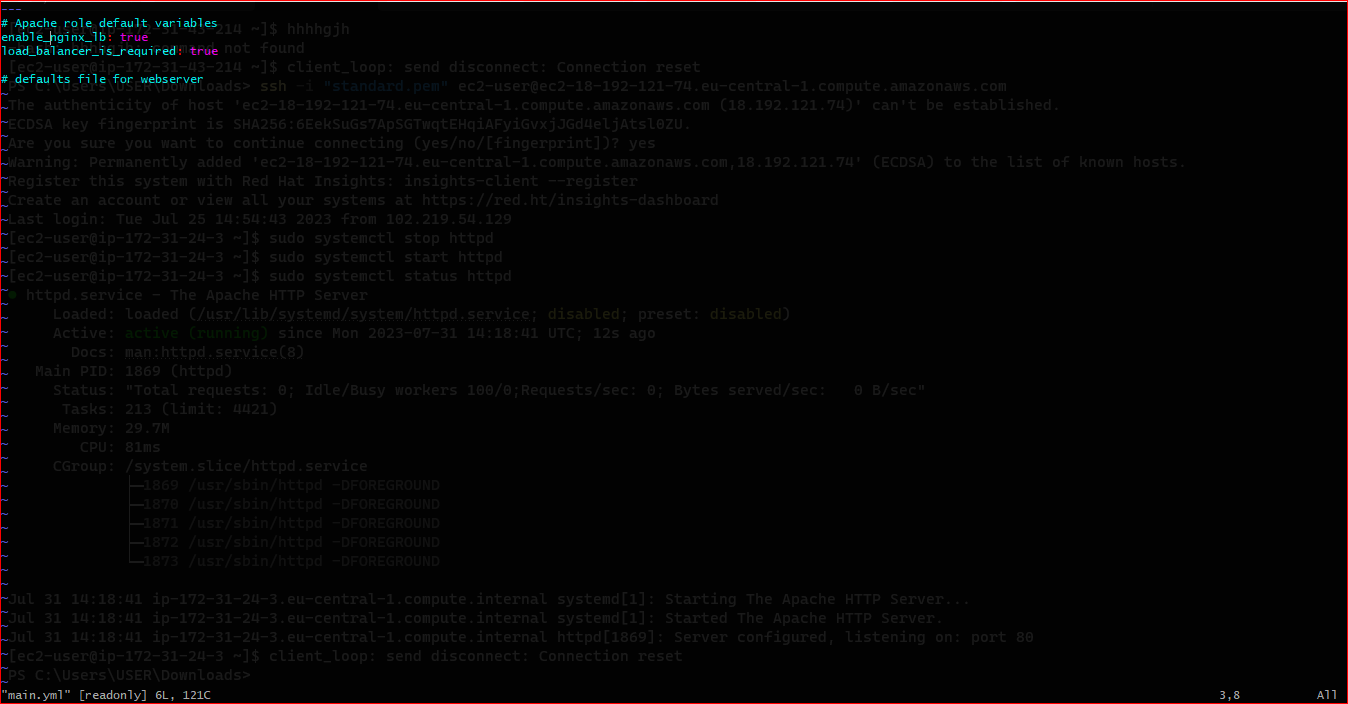 ---
# Apache role default variables
enable_nginx_lb: true
load_balancer_is_required: true
# defaults file for webserver
[ec2-user@ip-172-31-43-214 ~]$ hhhhgjh
not found
[ec2-user@ip-172-31-43-214 ~]$ client_loop: send disconnect: Connection reset
PS C:\Users\USER\Downloads> ssh -i "standard.pem" ec2-user@ec2-18-192-121-74.eu-central-1.compute.amazonaws.com
The authenticity of host 'ec2-18-192-121-74.eu-central-1.compute.amazonaws.com (18.192.121.74)' can't be established.
ECDSA key fingerprint is SHA256:6EekSuGs7ApSGTwqtEHqiAFyiGvxjJGd4eljAtsl0ZU.
Are you sure you want to continue connecting (yes/no/[fingerprint])? yes
Warning: Permanently added 'ec2-18-192-121-74.eu-central-1.compute.amazonaws.com,18.192.121.74' (ECDSA) to the list of known hosts.
Register this system with Red Hat Insights: insights-client --register
Create an account or view all your systems at https://red.ht/insights-dashboard
Last login: Tue Jul 25 14:54:43 2023 from 102.219.54.129
[ec2-user@ip-172-31-24-3 ~]$ sudo systemctl stop httpd
[ec2-user@ip-172-31-24-3 ~]$ sudo systemctl start httpd
[ec2-user@ip-172-31-24-3 ~]$ sudo systemctl status httpd
● httpd.service - The Apache HTTP Server
Loaded: loaded (/usr/lib/systemd/system/httpd.service; disabled; preset: disabled)
Active: active (running) since Mon 2023-07-31 14:18:41 UTC; 12s ago
Docs: man:httpd.service(8)
Main PID: 1869 (httpd)
Status: "Total requests: 0; Idle/Busy workers 100/0;Requests/sec: 0; Bytes served/sec:   0 B/sec"
Tasks: 213 (limit: 4421)
Memory: 29.7M
CPU: 81ms
CGroup: /system.slice/httpd.service
├─1869 /usr/sbin/httpd -DFOREGROUND
├─1870 /usr/sbin/httpd -DFOREGROUND
├─1871 /usr/sbin/httpd -DFOREGROUND
├─1872 /usr/sbin/httpd -DFOREGROUND
└─1873 /usr/sbin/httpd -DFOREGROUND
Jul 31 14:18:41 ip-172-31-24-3.eu-central-1.compute.internal systemd[1]: Starting The Apache HTTP Server...
Jul 31 14:18:41 ip-172-31-24-3.eu-central-1.compute.internal systemd[1]: Started The Apache HTTP Server.
Jul 31 14:18:41 ip-172-31-24-3.eu-central-1.compute.internal httpd[1869]: Server configured, listening on: port 80
[ec2-user@ip-172-31-24-3 ~]$ client_loop: send disconnect: Connection reset
PS C:\Users\USER\Downloads>
"main.yml" [readonly] 6L, 121C 3,8 All